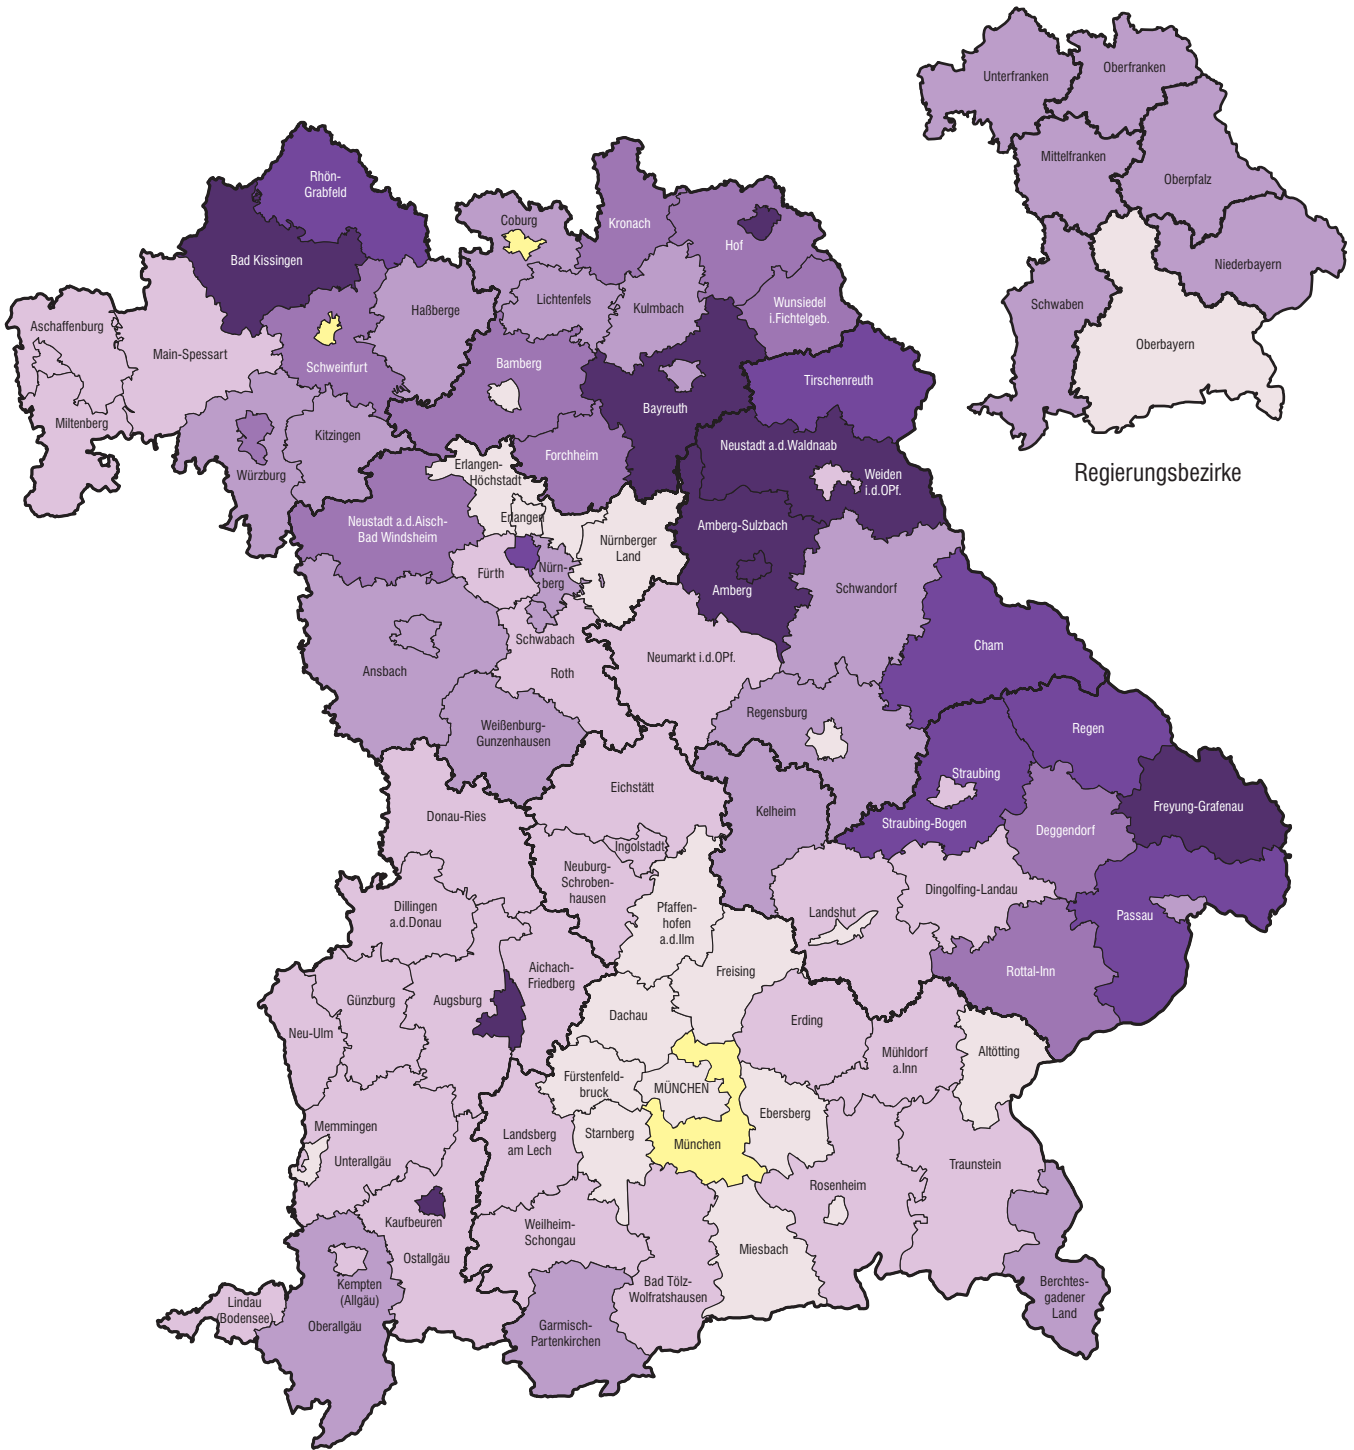 Unterfranken
Oberfranken
Mittelfranken
Oberpfalz
Niederbayern
Schwaben
Oberbayern
Regierungsbezirke
Rhön-
Grabfeld
Bad Kissingen
Coburg
Kronach
Hof
Aschaffenburg
Main-Spessart
Miltenberg
Schweinfurt
Haßberge
Lichtenfels
Kulmbach
Wunsiedel
i.Fichtelgeb.
Bamberg
Bayreuth
Tirschenreuth
Würzburg
Kitzingen
Forchheim
Neustadt a.d.Waldnaab
Weiden
i.d.OPf.
Erlangen-
Höchstadt
Erlangen
Neustadt a.d.Aisch-
Bad Windsheim
Nürnberger
Land
Amberg-Sulzbach
Amberg
Fürth
Nürn-
berg
Schwandorf
Schwabach
Roth
Ansbach
Neumarkt i.d.OPf.
Cham
Weißenburg-
Gunzenhausen
Regensburg
Regen
Straubing
Straubing-Bogen
Freyung-Grafenau
Deggendorf
Eichstätt
Donau-Ries
Kelheim
Ingolstadt
Neuburg-
Schroben-
hausen
Dingolfing-Landau
Dillingen
a.d.Donau
Pfaffen-
hofen
a.d.Ilm
Landshut
Passau
Rottal-Inn
Aichach-
Friedberg
Freising
Günzburg
Augsburg
Neu-Ulm
Dachau
Erding
Mühldorf
a.Inn
Altötting
Fürstenfeld-
bruck
MÜNCHEN
Ebersberg
München
Memmingen
Unterallgäu
Landsberg
am Lech
Starnberg
Traunstein
Rosenheim
Kaufbeuren
Ostallgäu
Weilheim-
Schongau
Miesbach
Kempten
(Allgäu)
Lindau
(Bodensee)
Oberallgäu
Bad Tölz-
Wolfratshausen
Garmisch-
Partenkirchen
Berchtes-
gadener
Land